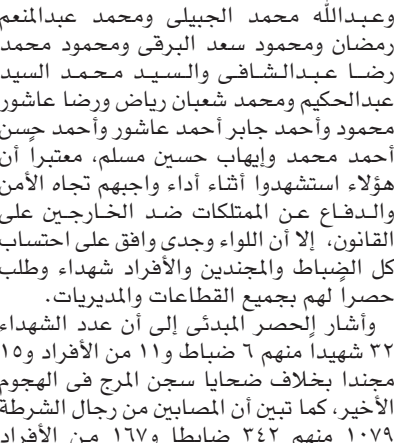 وعبدالله محمد الجبيلى ومحمد عبدالمنعم
رمضان ومحمود سعد البرقى ومحمود محمد
رضا عبدالشافى والسيد محمد السيد
عبدالحكيم ومحمد شعبان رياض ورضا عاشور
محمود وأحمد جابر أحمد عاشور وأحمد حسن
أحمد محمد وإيهاب حسين مسلم، معتبراً أن
هؤلاء استشهدوا أثناء أداء واجبهم تجاه الأمن
والدفاع عن الممتلكات ضد الخارجين على
القانون، إلا أن اللواء وجدى وافق على احتساب
كل الضباط والمجندين والأفراد شهداء وطلب
حصراً لهم بجميع القطاعات والمديريات.
وأشار الحصر المبدئى إلى أن عدد الشهداء
٣٢ شهيداً منهم ٦ ضباط و١١ من الأفراد و١٥
مجندا بخلاف ضحايا سجن المرج فى الهجوم
الأخير، كما تبين أن المصابين من رجال الشرطة
١٠٧٩ منهم ٣٤٢ ضابطا و١٦٧ من الأفراد